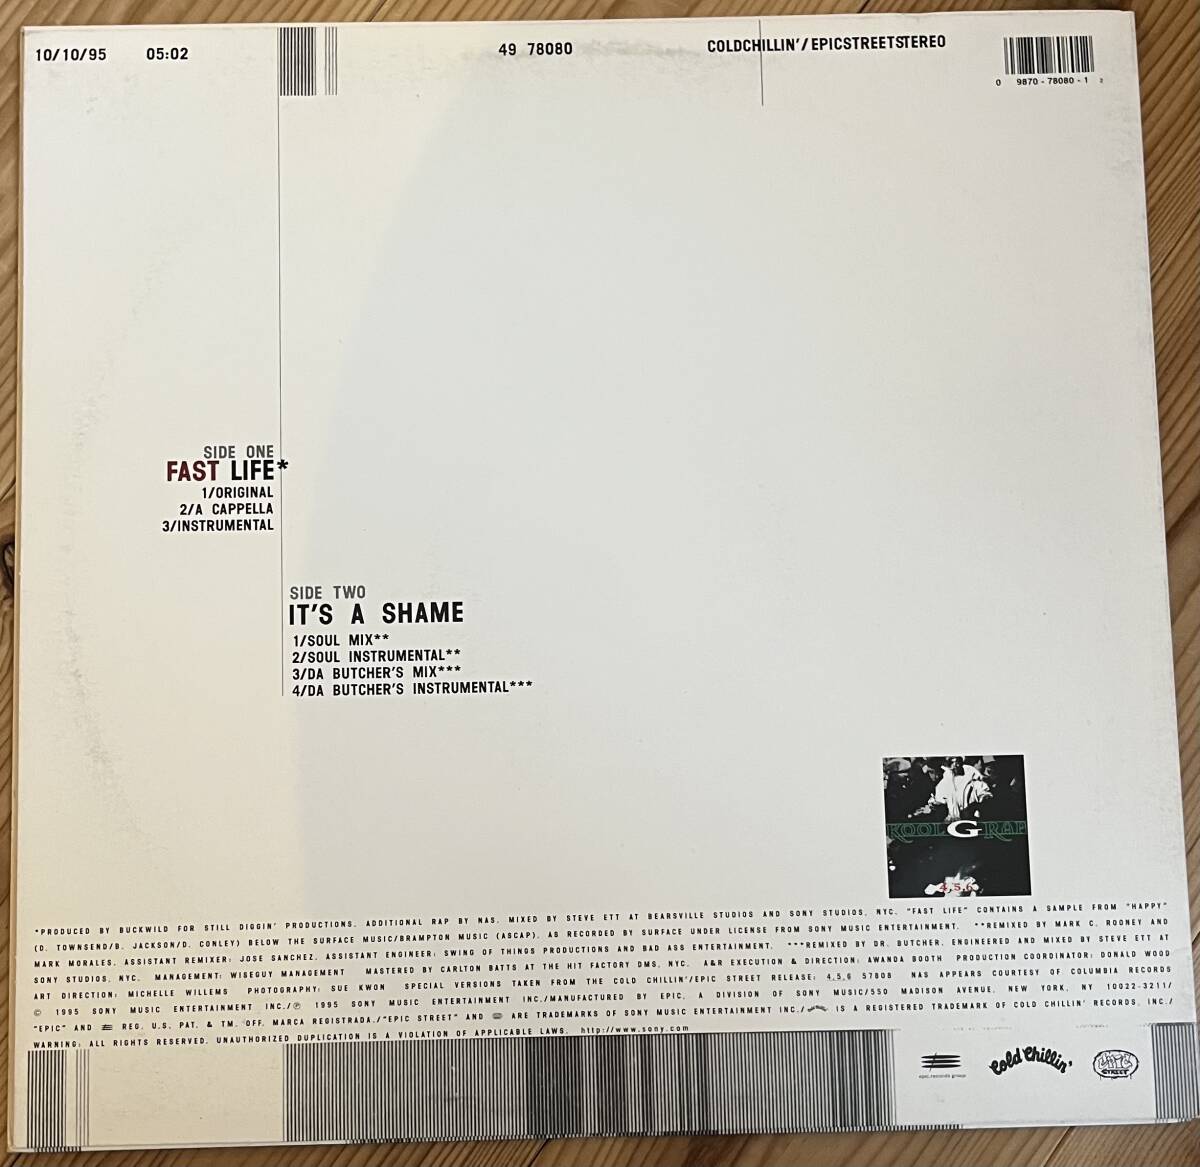 10/10/95 05:02 49 78080 COLDCHILLIN'/EPICSTREETSTEREO
0 9870-78080-1 2
SIDE ONE
FAST LIFE*
1/ORIGINAL
2/A CAPPELLA
3/INSTRUMENTAL
SIDE TWO
IT'S A SHAME
1/SOUL MIX**
2/SOUL INSTRUMENTAL**
3/DA BUTCHER'S MIX***
4/DA BUTCHER'S INSTRUMENTAL***
KOOL G RAP
4,5,6
*PRODUCED BY BUCKWILD FOR STILL DIGGIN' PRODUCTIONS. ADDITIONAL RAP BY NAS. MIXED BY STEVE ETT AT BEARSVILLE STUDIOS AND SONY STUDIOS, NYC. "FAST LIFE" CONTAINS A SAMPLE FROM "HAPPY"
(D. TOWNSEND/B. JACKSON/D. CONLEY) BELOW THE SURFACE MUSIC/BRAMPTON MUSIC (ASCAP). AS RECORDED BY SURFACE UNDER LICENSE FROM SONY MUSIC ENTERTAINMENT. **REMIXED BY MARK C. ROONEY AND
MARK MORALES. ASSISTANT REMIXER: JOSE SANCHEZ. ASSISTANT ENGINEER: SWING OF THINGS PRODUCTIONS AND BAD ASS ENTERTAINMENT. ***REMIXED BY DR. BUTCHER. ENGINEERED AND MIXED BY STEVE ETT AT
SONY STUDIOS, NYC. MANAGEMENT: WISEGUY MANAGEMENT MASTERED BY CARLTON BATTS AT THE HIT FACTORY DMS, NYC. A&R EXECUTION & DIRECTION: AWANDA BOOTH PRODUCTION COORDINATOR: DONALD WOOD
ART DIRECTION: MICHELLE WILLEMS PHOTOGRAPHY: SUE KWON SPECIAL VERSIONS TAKEN FROM THE COLD CHILLIN'/EPIC STREET RELEASE: 4,5,6 57808 NAS APPEARS COURTESY OF COLUMBIA RECORDS
© 1995 SONY MUSIC ENTERTAINMENT INC./℗ 1995 SONY MUSIC ENTERTAINMENT INC./MANUFACTURED BY EPIC, A DIVISION OF SONY MUSIC/550 MADISON AVENUE, NEW YORK, NY 10022-3211/
"EPIC" AND REG. U.S. PAT. & TM. OFF. MARCA REGISTRADA./"EPIC STREET" AND ARE TRADEMARKS OF SONY MUSIC ENTERTAINMENT INC./ IS A REGISTERED TRADEMARK OF COLD CHILLIN' RECORDS, INC./
WARNING: ALL RIGHTS RESERVED. UNAUTHORIZED DUPLICATION IS A VIOLATION OF APPLICABLE LAWS. http://www.sony.com
epic records group
Cold Chillin'
EPIC STREET